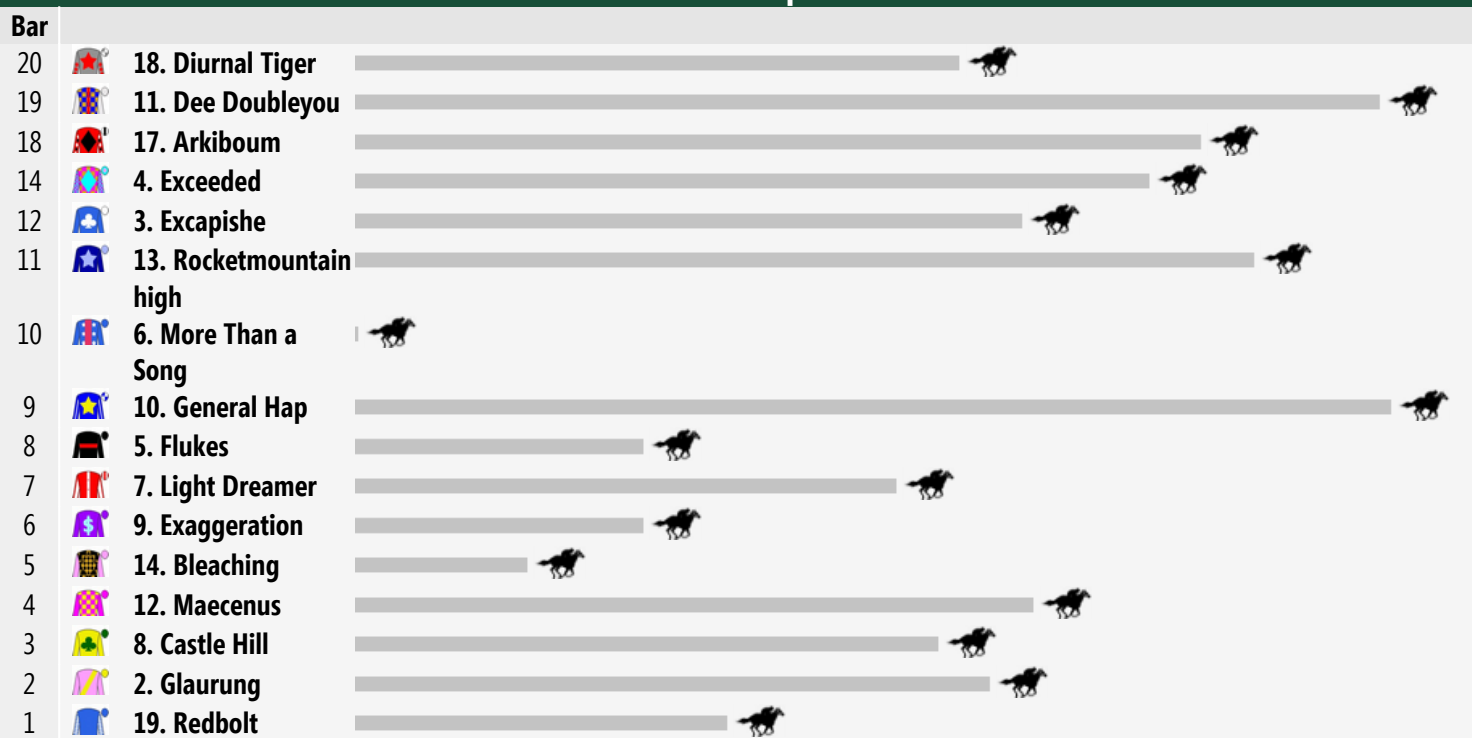 Bar
20 18. Diurnal Tiger
19 11. Dee Doubleyou
18 17. Arkiboum
14 4. Exceeded
12 3. Excapishe
11 13. Rocketmountain
high
10 6. More Than a
Song
9 10. General Hap
8 5. Flukes
7 7. Light Dreamer
6 $ 9. Exaggeration
5 14. Bleaching
4 12. Maecenus
3 8. Castle Hill
2 2. Glaurung
1 19. Redbolt